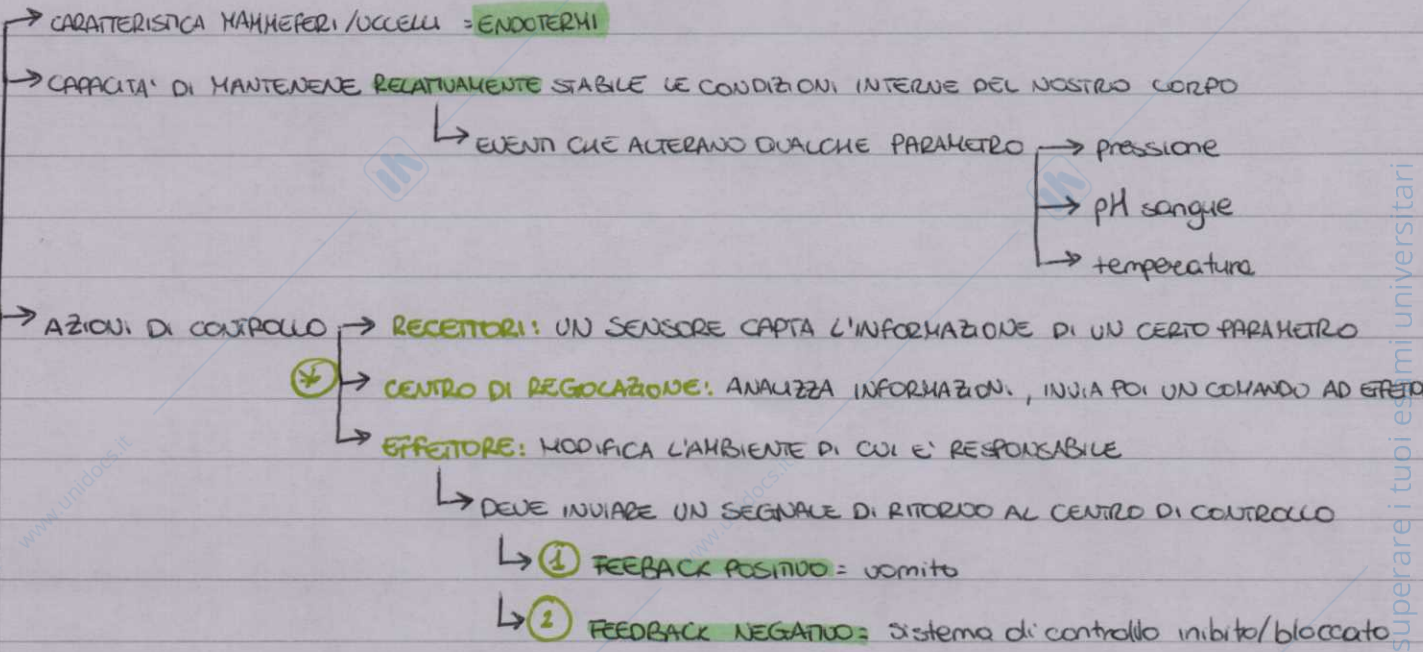 → CARATTERISTICA MAMMEFERI/UCCELLI = ENDOTERMI
→ CAPACITA' DI MANTENENE RELATIVAMENTE STABILE LE CONDIZIONI INTERNE DEL NOSTRO CORPO
↳ EVENTI CHE ALTERANO QUALCHE PARAMETRO → pressione
→ pH sangue
→ temperatura
→ AZIONI DI CONTROLLO → RECETTORI: UN SENSORE CAPTA L'INFORMAZIONE DI UN CERTO PARAMETRO
* → CENTRO DI REGOLAZIONE: ANALIZZA INFORMAZIONI, INVIA POI UN COMANDO AD
→ EFFETTORE: MODIFICA L'AMBIENTE DI CUI E' RESPONSABILE
↳ DEVE INVIARE UN SEGNALE DI RITORNO AL CENTRO DI CONTROLLO
↳ 1 FEEBACK POSITIVO = vomito
↳ 2 FEEDBACK NEGATIVO = sistema di controllo inibito/bloccato
www.unidocs.it
superare i tuoi esami universitari